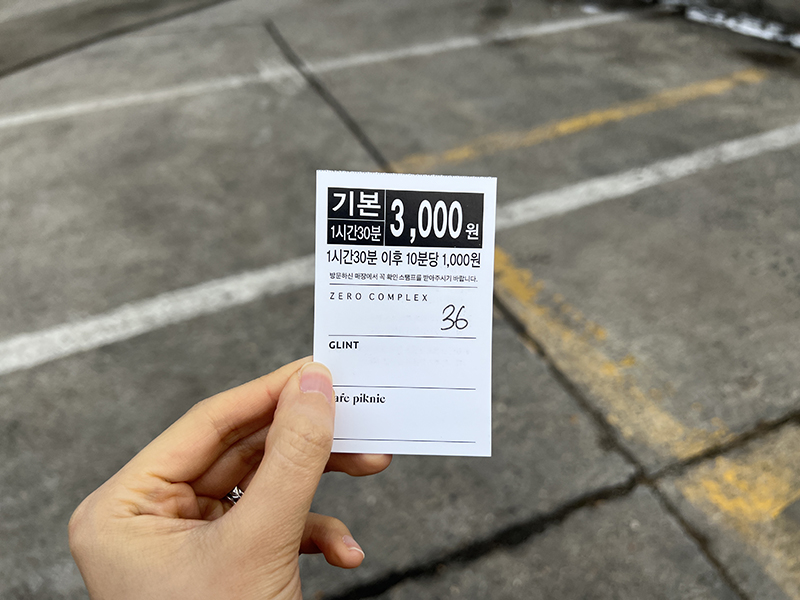 기본 3,000원
1시간30분
1시간30분 이후 10분당 1,000원
방문하신 매장에서 꼭 확인 스탬프를 받아주시기 바랍니다.
ZERO COMPLEX
36
GLINT
afe piknic